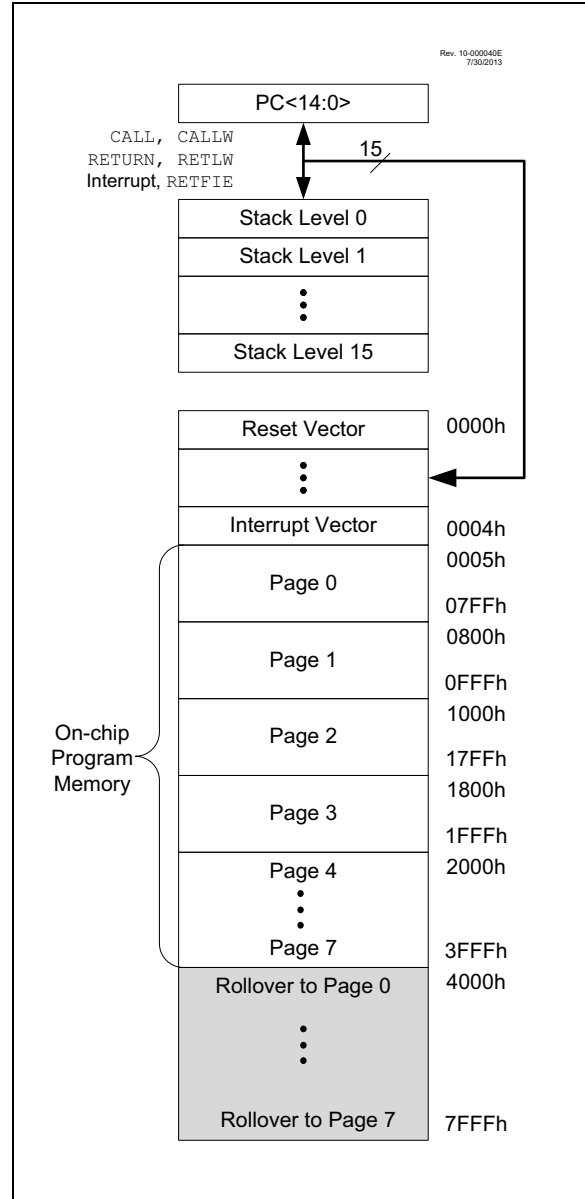 Rev. 10-000040E
7/30/2013
PC<14:0>
CALL, CALLW
RETURN, RETLW
Interrupt, RETFIE
15
Stack Level 0
Stack Level 1
Stack Level 15
Reset Vector
0000h
Interrupt Vector
0004h
0005h
Page 0
07FFh
0800h
Page 1
0FFFh
1000h
On-chip
Program
Memory
Page 2
17FFh
1800h
Page 3
1FFFh
Page 4
2000h
Page 7
3FFFh
Rollover to Page 0
4000h
Rollover to Page 7
7FFFh